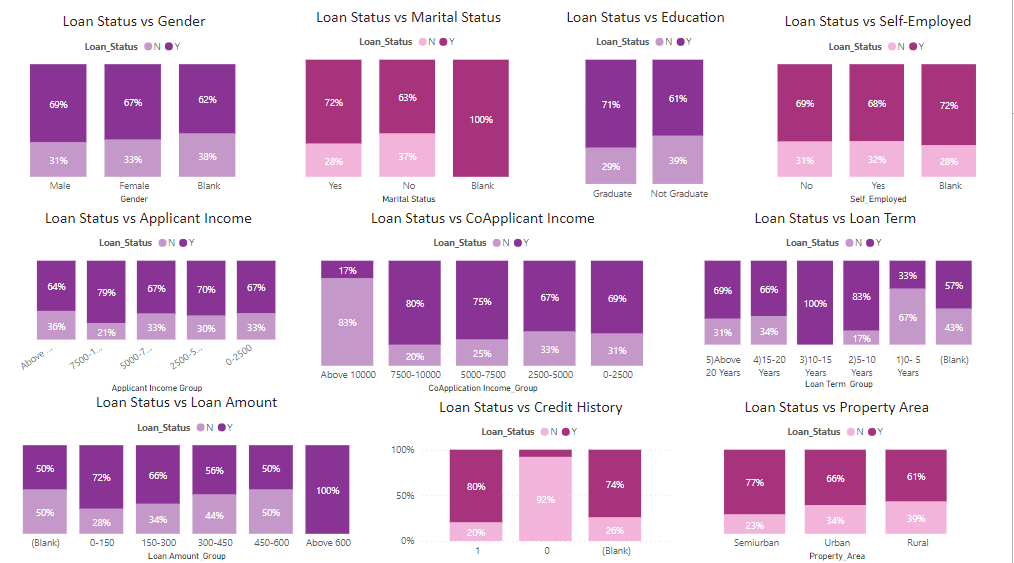 Loan Status vs Gender
Loan_Status N Y
69% 67% 62%
31% 33% 38%
Male Female Blank
Gender
Loan Status vs Marital Status
Loan_Status N Y
72% 63% 100%
28% 37%
Yes No Blank
Marital Status
Loan Status vs Education
Loan_Status N Y
71% 61%
29% 39%
Graduate Not Graduate
Loan Status vs Self-Employed
Loan_Status N Y
69% 68% 72%
31% 32% 28%
No Yes Blank
Self_Employed
Loan Status vs Applicant Income
Loan_Status N Y
64% 79% 67% 70% 67%
36% 21% 33% 30% 33%
Above ... 7500-1... 5000-7... 2500-5... 0-2500
Applicant Income Group
Loan Status vs CoApplicant Income
Loan_Status N Y
17% 80% 75% 67% 69%
83% 20% 25% 33% 31%
Above 10000 7500-10000 5000-7500 2500-5000 0-2500
CoApplication Income_Group
Loan Status vs Loan Term
Loan_Status N Y
69% 66% 100% 83% 33% 57%
31% 34% 17% 67% 43%
5)Above 4)15-20 3)10-15 2)5-10 1)0- 5 (Blank)
20 Years Years Years Years Years
Loan Term_Group
Loan Status vs Loan Amount
Loan_Status N Y
50% 72% 66% 56% 50% 100%
50% 28% 34% 44% 50%
(Blank) 0-150 150-300 300-450 450-600 Above 600
Loan Amount_Group
Loan Status vs Credit History
Loan_Status N Y
100%
50%
0%
80% 74%
20% 92% 26%
1 0 (Blank)
Loan Status vs Property Area
Loan_Status N Y
77% 66% 61%
23% 34% 39%
Semiurban Urban Rural
Property_Area